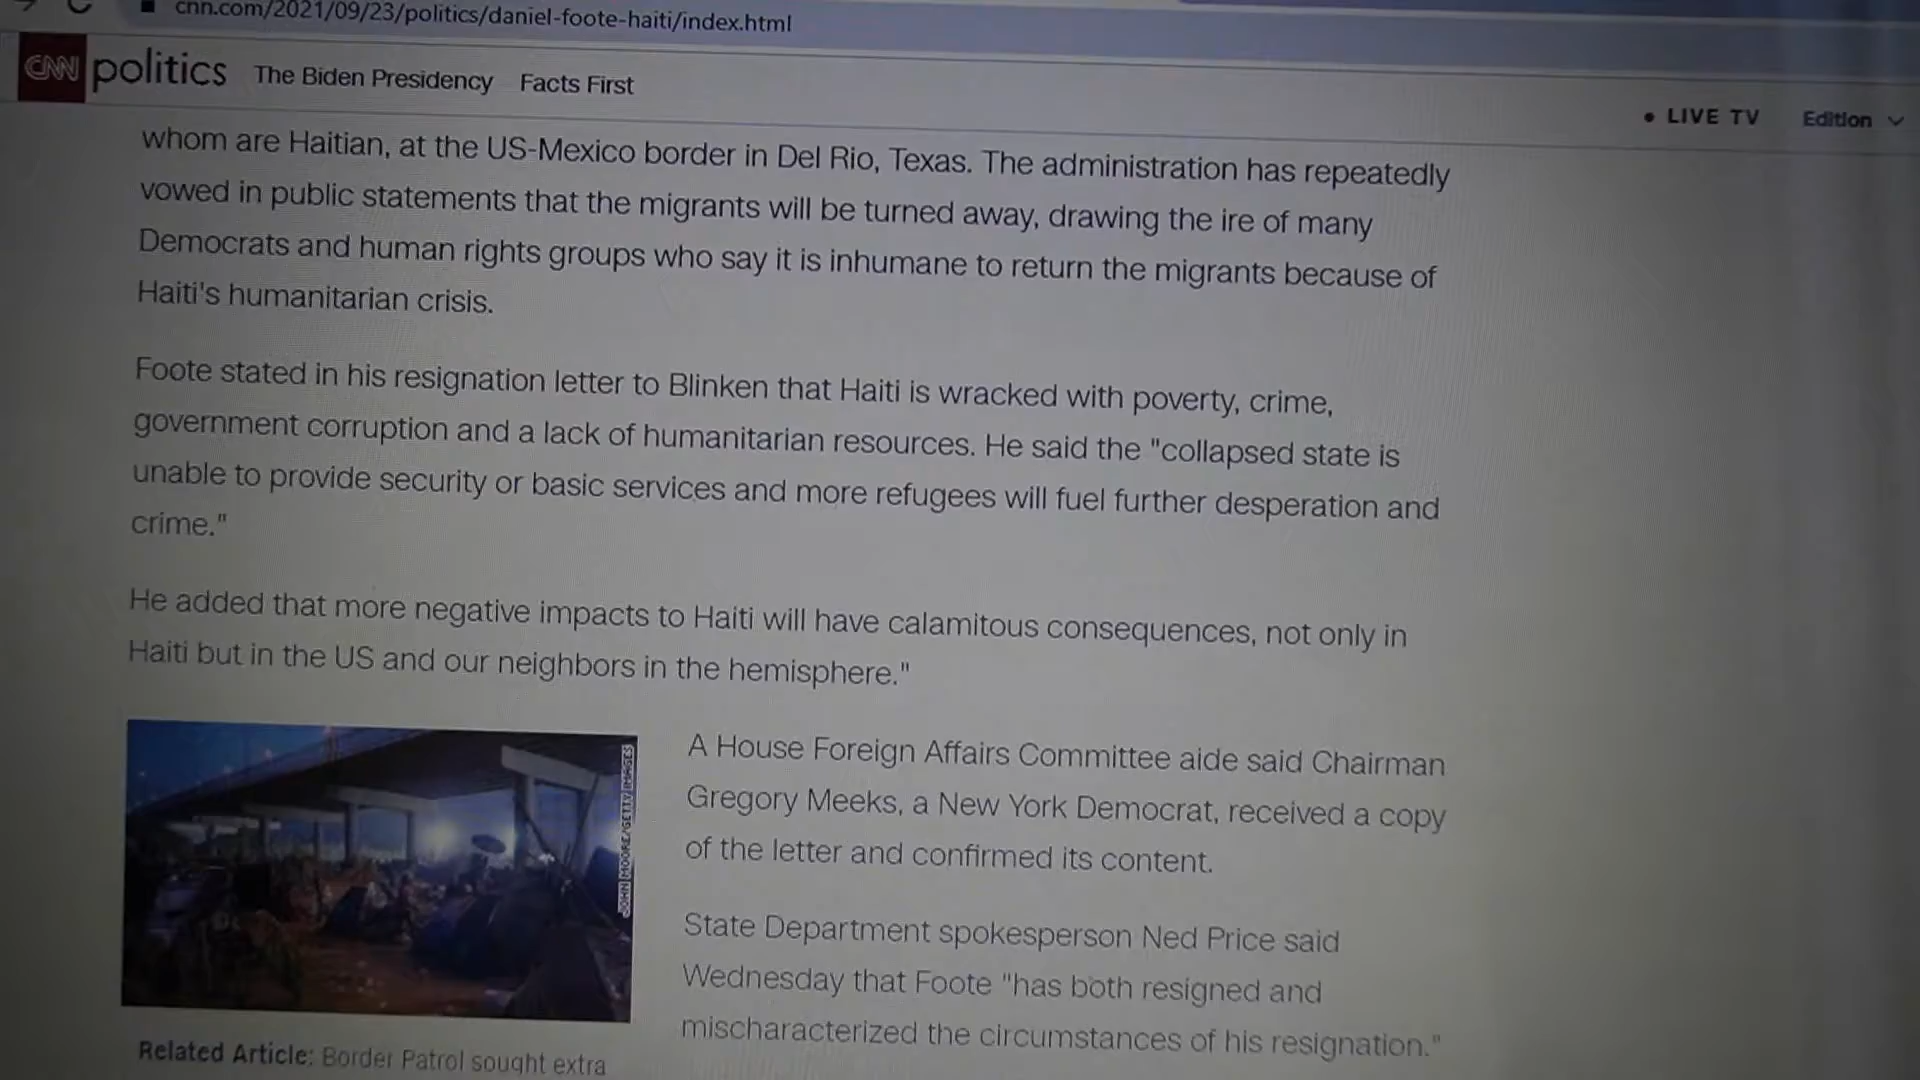 cnn.com/2021/09/23/politics/daniel-foote-haiti/index.html
CNN politics The Biden Presidency Facts First
LIVE TV Edition
whom are Haitian, at the US-Mexico border in Del Rio, Texas. The administration has repeatedly
vowed in public statements that the migrants will be turned away, drawing the ire of many
Democrats and human rights groups who say it is inhumane to return the migrants because of
Haiti's humanitarian crisis.
Foote stated in his resignation letter to Blinken that Haiti is wracked with poverty, crime,
government corruption and a lack of humanitarian resources. He said the "collapsed state is
unable to provide security or basic services and more refugees will fuel further desperation and
crime."
He added that more negative impacts to Haiti will have calamitous consequences, not only in
Haiti but in the US and our neighbors in the hemisphere."
JOHN MOORE/GETTY IMAGES
Related Article: Border Patrol sought extra
A House Foreign Affairs Committee aide said Chairman
Gregory Meeks, a New York Democrat, received a copy
of the letter and confirmed its content.
State Department spokesperson Ned Price said
Wednesday that Foote "has both resigned and
mischaracterized the circumstances of his resignation."